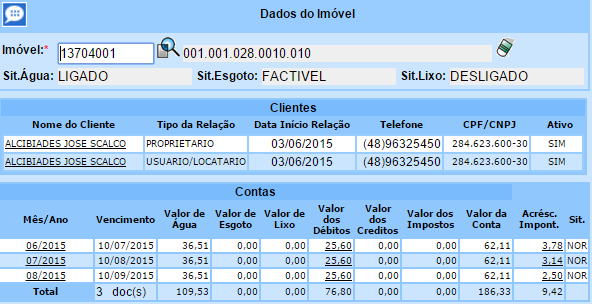 Dados do Imóvel
Imóvel:* 13704001 001.001.028.0010.010
Sit.Água: LIGADO Sit.Esgoto: FACTIVEL Sit.Lixo: DESLIGADO
Clientes
Nome do Cliente Tipo da Relação Data Início Relação Telefone CPF/CNPJ Ativo
ALCIBIADES JOSE SCALCO PROPRIETARIO 03/06/2015 (48)96325450 284.623.600-30 SIM
ALCIBIADES JOSE SCALCO USUARIO/LOCATARIO 03/06/2015 (48)96325450 284.623.600-30 SIM
Contas
Mês/Ano Vencimento Valor de Água Valor de Esgoto Valor de Lixo Valor dos Débitos Valor dos Creditos Valor dos Impostos Valor da Conta Acrésc. Impont. Sit.
06/2015 10/07/2015 36,51 0,00 0,00 25,60 0,00 0,00 62,11 3,78 NOR
07/2015 10/08/2015 36,51 0,00 0,00 25,60 0,00 0,00 62,11 3,14 NOR
08/2015 10/09/2015 36,51 0,00 0,00 25,60 0,00 0,00 62,11 2,50 NOR
Total 3 doc(s) 109,53 0,00 0,00 76,80 0,00 0,00 186,33 9,42